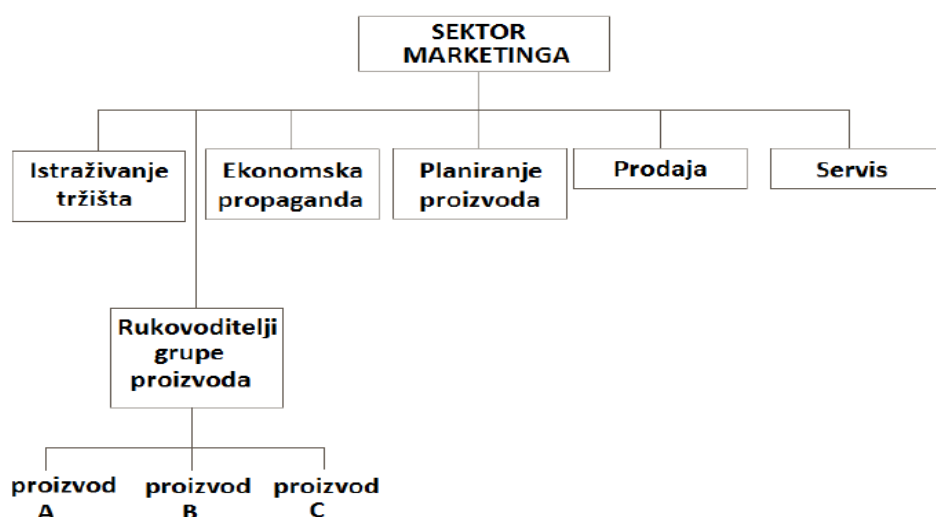 SEKTOR
MARKETINGA
Istraživanje
tržišta
Ekonomska
propaganda
Planiranje
proizvoda
Prodaja
Servis
Rukovoditelji
grupe
proizvoda
proizvod
A
proizvod
B
proizvod
C